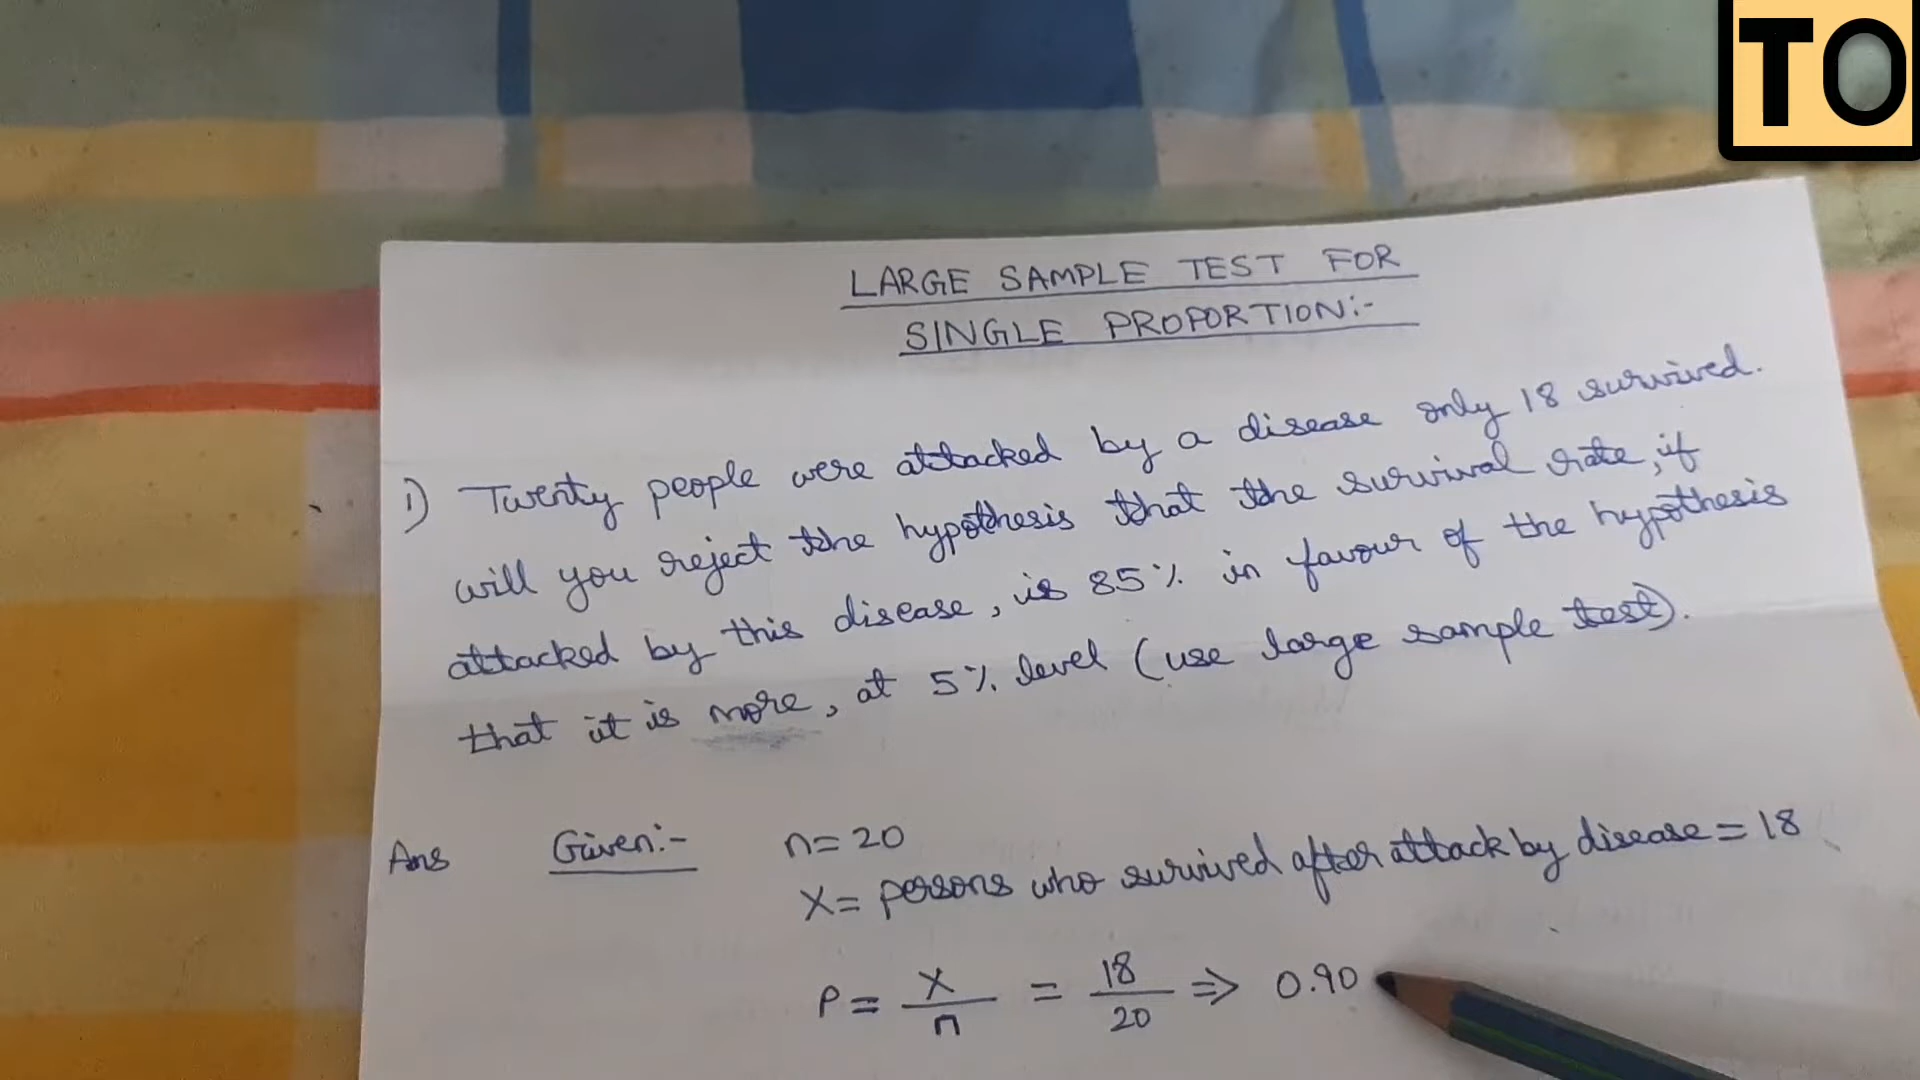 TO
LARGE SAMPLE TEST FOR
SINGLE PROPORTION:-
1) Twenty people were attacked by a disease only 18 survived.
will you reject the hypothesis that the survival rate, if
attacked by this disease, is 85% in favour of the hypothesis
that it is more, at 5% level (use large sample test).
Ans Given:- n=20
X= persons who survived after attack by disease = 18
P = X/n = 18/20 ⇒ 0.90